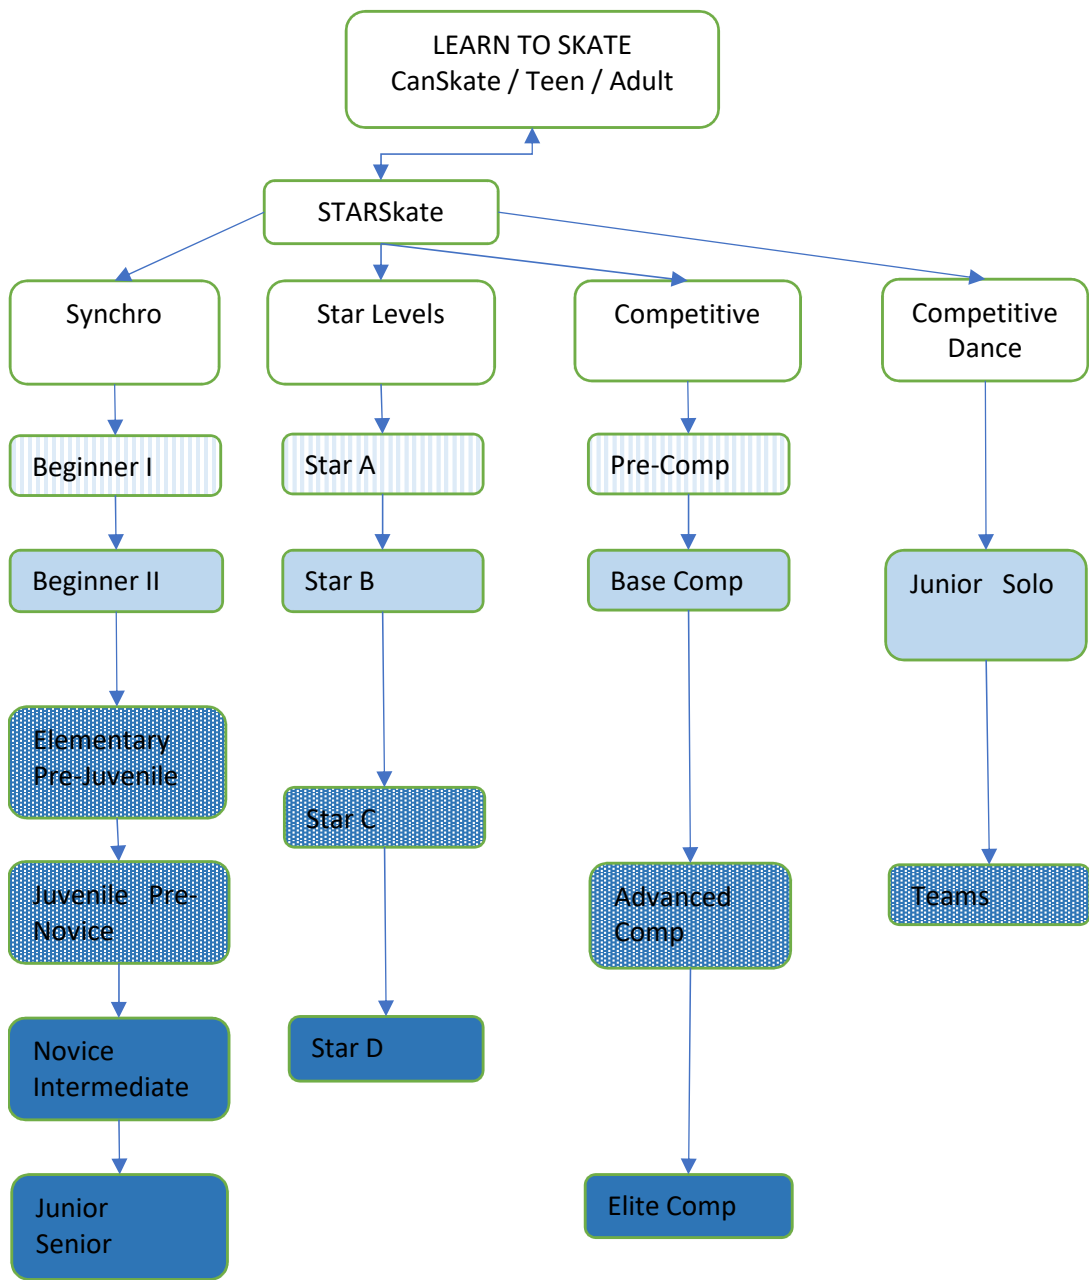 LEARN TO SKATE
CanSkate / Teen / Adult
STARSkate
Synchro
Star Levels
Competitive
Competitive
Dance
Beginner I
Star A
Pre-Comp
Beginner II
Star B
Base Comp
Junior Solo
Elementary
Pre-Juvenile
Star C
Juvenile Pre-
Novice
Advanced
Comp
Teams
Novice
Intermediate
Star D
Junior
Senior
Elite Comp